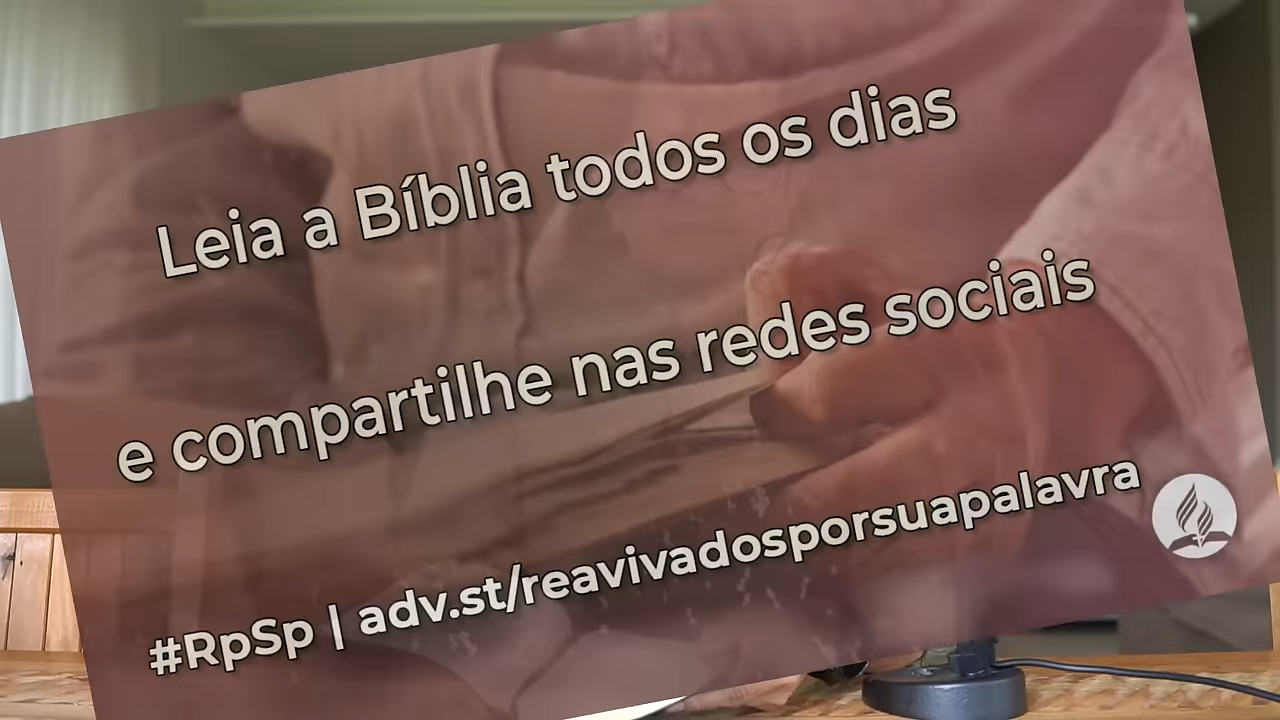 Leia a Bíblia todos os dias
e compartilhe nas redes sociais
#RpSp | adv.st/reavivadosporsuapalavra